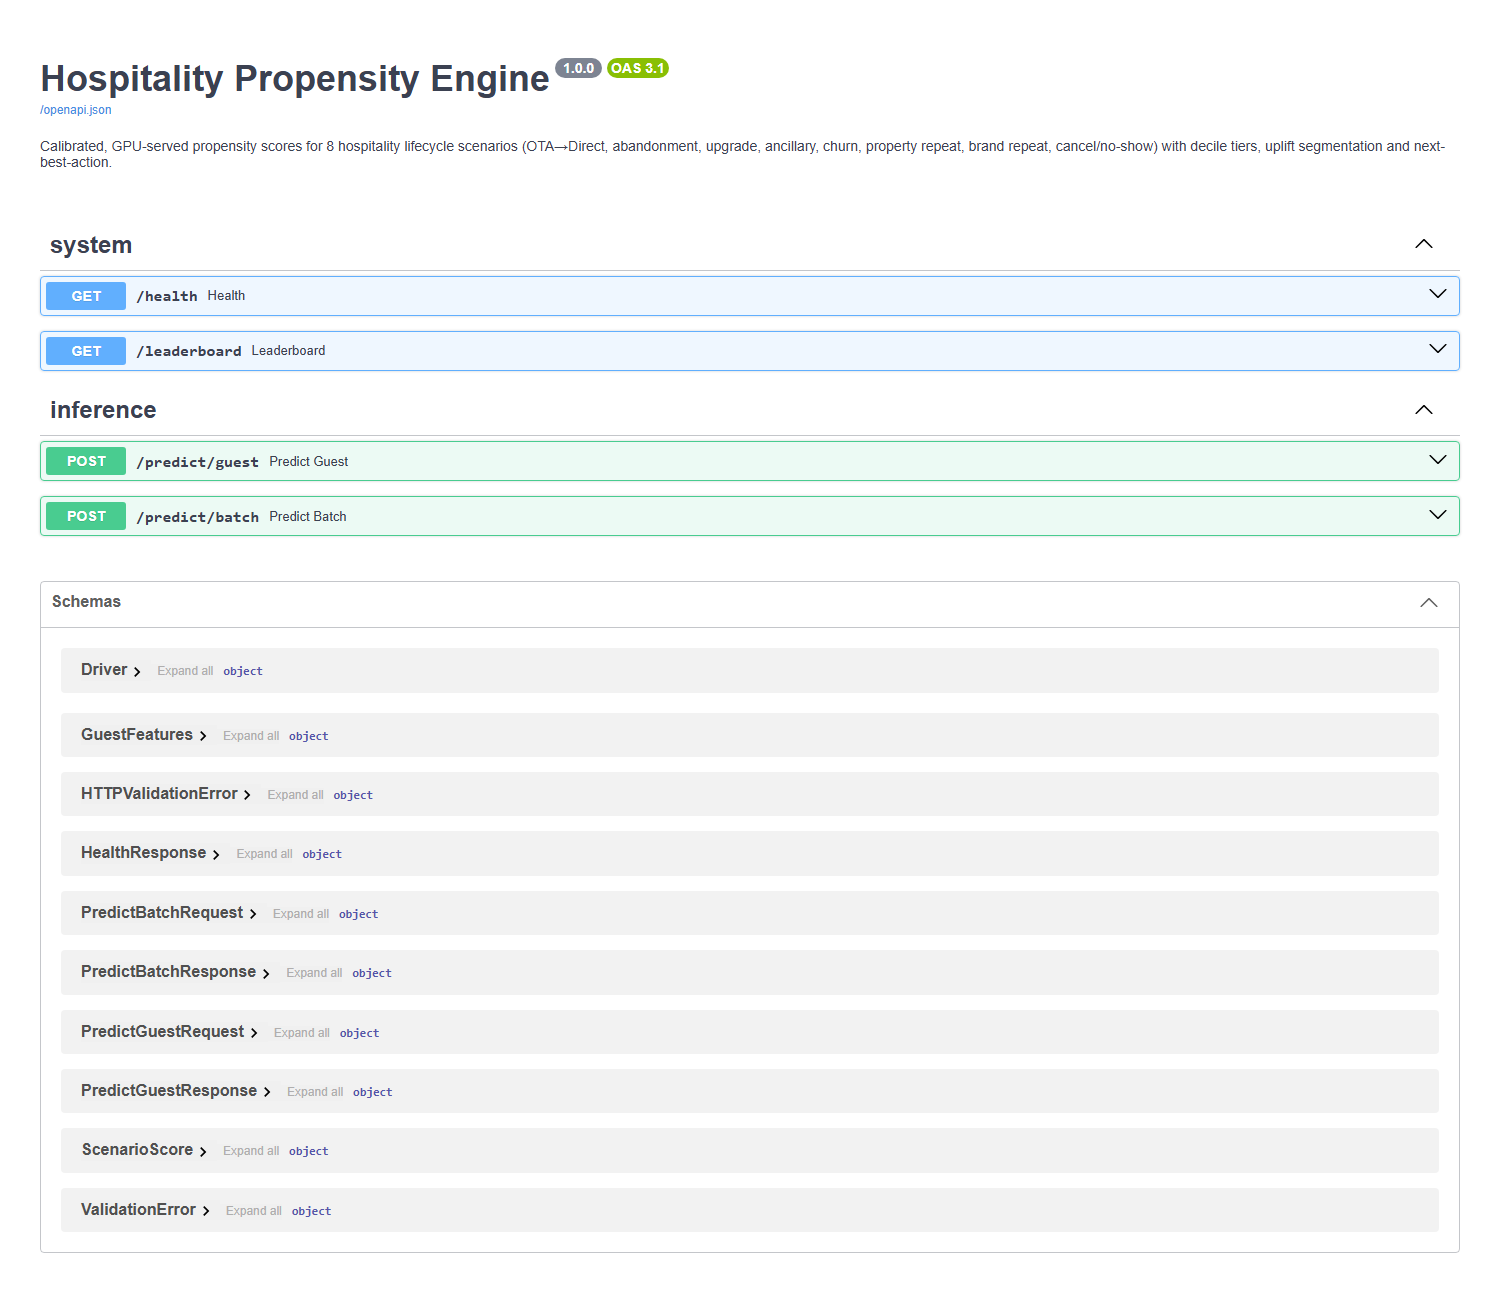 Hospitality Propensity Engine 1.0.0 OAS 3.1
/openapi.json
Calibrated, GPU-served propensity scores for 8 hospitality lifecycle scenarios (OTA→Direct, abandonment, upgrade, ancillary, churn, property repeat, brand repeat, cancel/no-show) with decile tiers, uplift segmentation and next-
best-action.
system
GET /health Health
GET /leaderboard Leaderboard
inference
POST /predict/guest Predict Guest
POST /predict/batch Predict Batch
Schemas
Driver Expand all object
GuestFeatures Expand all object
HTTPValidationError Expand all object
HealthResponse Expand all object
PredictBatchRequest Expand all object
PredictBatchResponse Expand all object
PredictGuestRequest Expand all object
PredictGuestResponse Expand all object
ScenarioScore Expand all object
ValidationError Expand all object